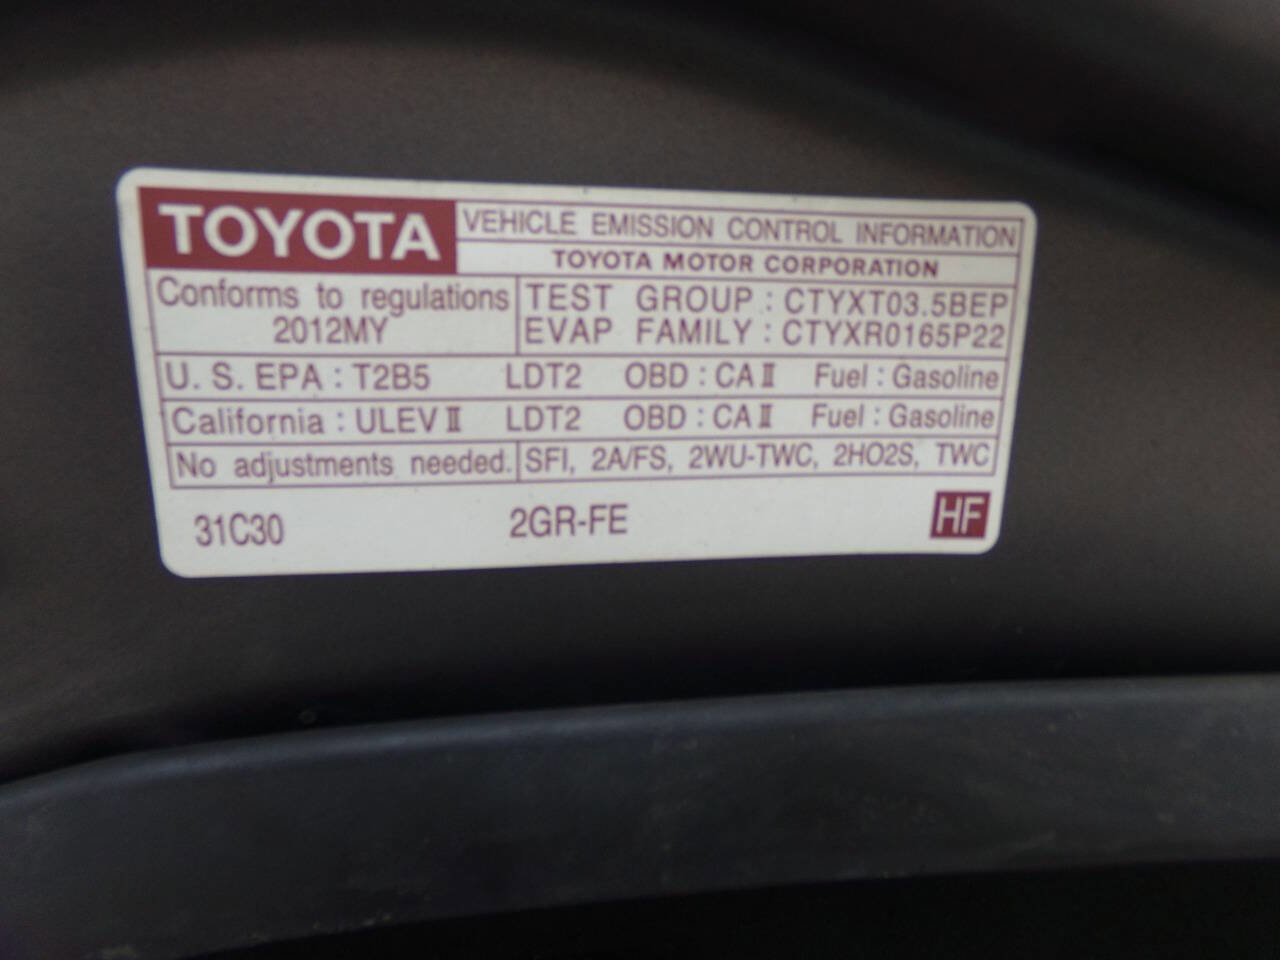 TOYOTA VEHICLE EMISSION CONTROL INFORMATION
TOYOTA MOTOR CORPORATION
Conforms to regulations
2012MY
TEST GROUP : CTYXT03.5BEP
EVAP FAMILY : CTYXR0165P22
U. S. EPA : T2B5 LDT2 OBD : CA II Fuel : Gasoline
California : ULEV II LDT2 OBD : CA II Fuel : Gasoline
No adjustments needed. SFI, 2A/FS, 2WU-TWC, 2HO2S, TWC
31C30 2GR-FE HF